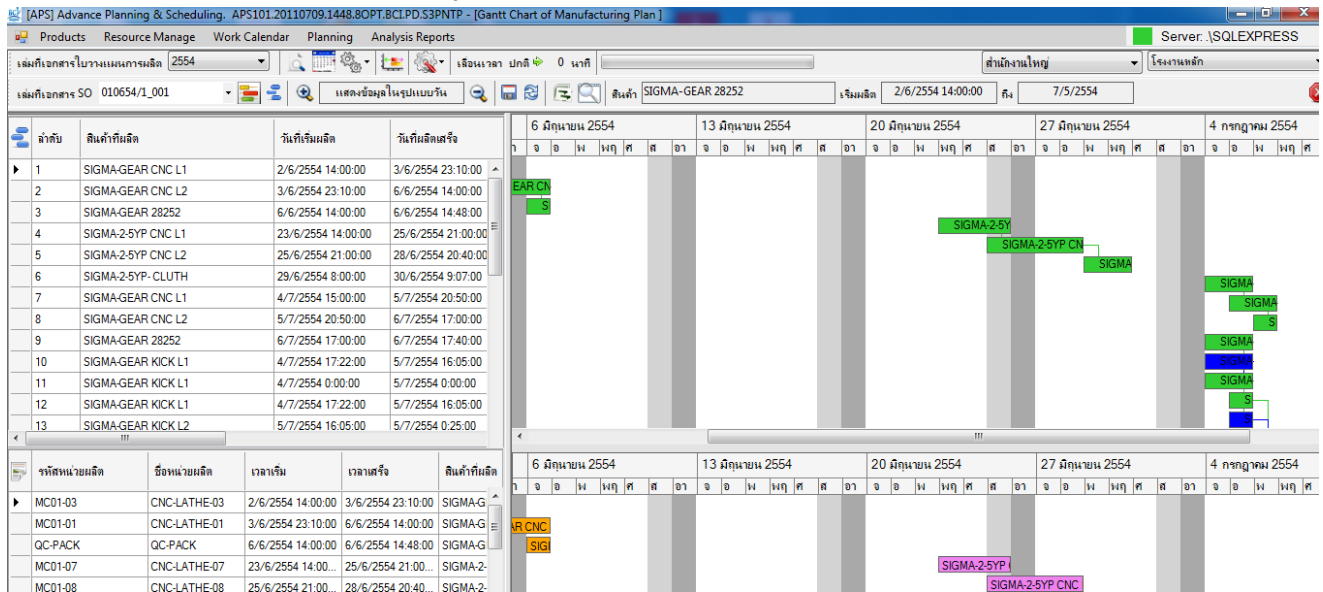 [APS] Advance Planning & Scheduling. APS101.20110709.1448.8OPT.BCI.PD.S3PNTP - [Gantt Chart of Manufacturing Plan ]
Products Resource Manage Work Calendar Planning Analysis Reports Server: .\SQLEXPRESS
เล่มที่เอกสารใบวางแผนการผลิต 2554 เลื่อนเวลา ปกติ 0 นาที สำนักงานใหญ่ โรงงานหลัก
เล่มที่เอกสาร SO 010654/1_001 แสดงข้อมูลในรูปแบบวัน สินค้า SIGMA-GEAR 28252 เริ่มผลิต 2/6/2554 14:00:00 ถึง 7/5/2554
ลำดับ สินค้าที่ผลิต วันที่เริ่มผลิต วันที่ผลิตเสร็จ
1 SIGMA-GEAR CNC L1 2/6/2554 14:00:00 3/6/2554 23:10:00
2 SIGMA-GEAR CNC L2 3/6/2554 23:10:00 6/6/2554 14:00:00
3 SIGMA-GEAR 28252 6/6/2554 14:00:00 6/6/2554 14:48:00
4 SIGMA-2-5YP CNC L1 23/6/2554 14:00:00 25/6/2554 21:00:00
5 SIGMA-2-5YP CNC L2 25/6/2554 21:00:00 28/6/2554 20:40:00
6 SIGMA-2-5YP- CLUTH 29/6/2554 8:00:00 30/6/2554 9:07:00
7 SIGMA-GEAR CNC L1 4/7/2554 15:00:00 5/7/2554 20:50:00
8 SIGMA-GEAR CNC L2 5/7/2554 20:50:00 6/7/2554 17:00:00
9 SIGMA-GEAR 28252 6/7/2554 17:00:00 6/7/2554 17:40:00
10 SIGMA-GEAR KICK L1 4/7/2554 17:22:00 5/7/2554 16:05:00
11 SIGMA-GEAR KICK L1 4/7/2554 0:00:00 5/7/2554 0:00:00
12 SIGMA-GEAR KICK L1 4/7/2554 17:22:00 5/7/2554 16:05:00
13 SIGMA-GEAR KICK L2 5/7/2554 16:05:00 5/7/2554 0:25:00
6 มิถุนายน 2554 13 มิถุนายน 2554 20 มิถุนายน 2554 27 มิถุนายน 2554 4 กรกฎาคม 2554
จ อ พ พฤ ศ ส อา จ อ พ พฤ ศ ส อา จ อ พ พฤ ศ ส อา จ อ พ พฤ ศ ส อา จ อ พ พฤ ศ
EAR CN
S
SIGMA-2-5Y
SIGMA-2-5YP CN
SIGMA
SIGMA
SIGMA
S
SIGMA
SIGMA
SIGMA
S
S
รหัสหน่วยผลิต ชื่อหน่วยผลิต เวลาเริ่ม เวลาเสร็จ สินค้าที่ผลิต
MC01-03 CNC-LATHE-03 2/6/2554 14:00:00 3/6/2554 23:10:00 SIGMA-G
MC01-01 CNC-LATHE-01 3/6/2554 23:10:00 6/6/2554 14:00:00 SIGMA-G
QC-PACK QC-PACK 6/6/2554 14:00:00 6/6/2554 14:48:00 SIGMA-G
MC01-07 CNC-LATHE-07 23/6/2554 14:00... 25/6/2554 21:00... SIGMA-2-
MC01-08 CNC-LATHE-08 25/6/2554 21:00... 28/6/2554 20:40... SIGMA-2-
6 มิถุนายน 2554 13 มิถุนายน 2554 20 มิถุนายน 2554 27 มิถุนายน 2554 4 กรกฎาคม 2554
จ อ พ พฤ ศ ส อา จ อ พ พฤ ศ ส อา จ อ พ พฤ ศ ส อา จ อ พ พฤ ศ ส อา จ อ พ พฤ ศ
AR CNC
SIGI
SIGMA-2-5YP
SIGMA-2-5YP CNC